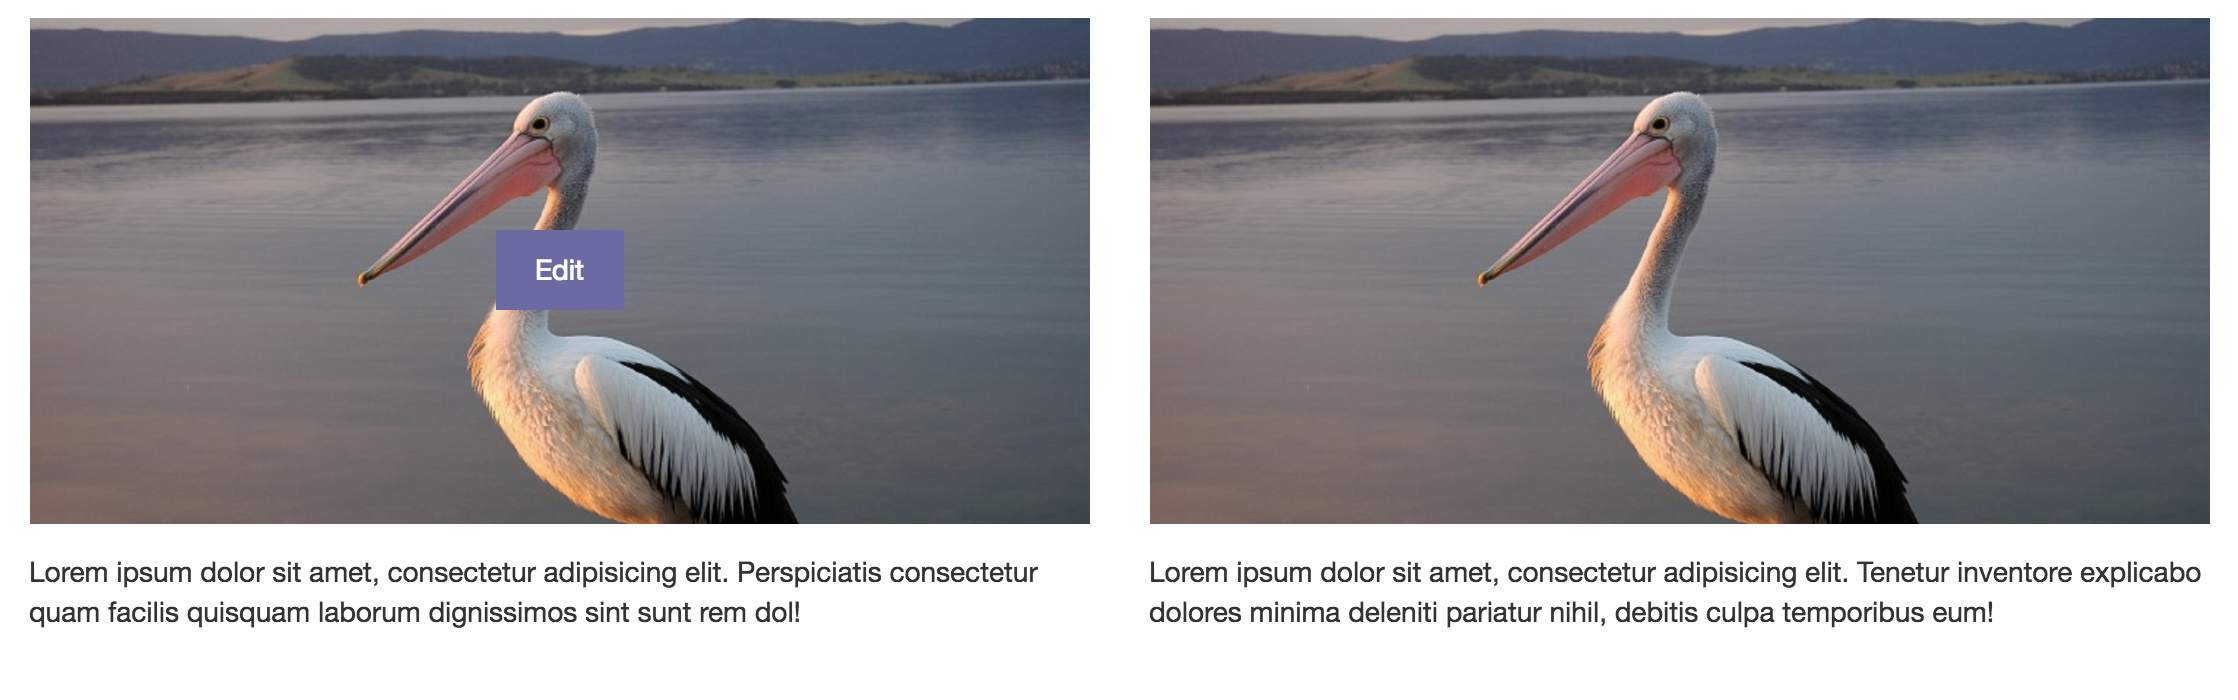 Edit
Lorem ipsum dolor sit amet, consectetur adipisicing elit. Perspiciatis consectetur
quam facilis quisquam laborum dignissimos sint sunt rem dol!
Lorem ipsum dolor sit amet, consectetur adipisicing elit. Tenetur inventore explicabo
dolores minima deleniti pariatur nihil, debitis culpa temporibus eum!